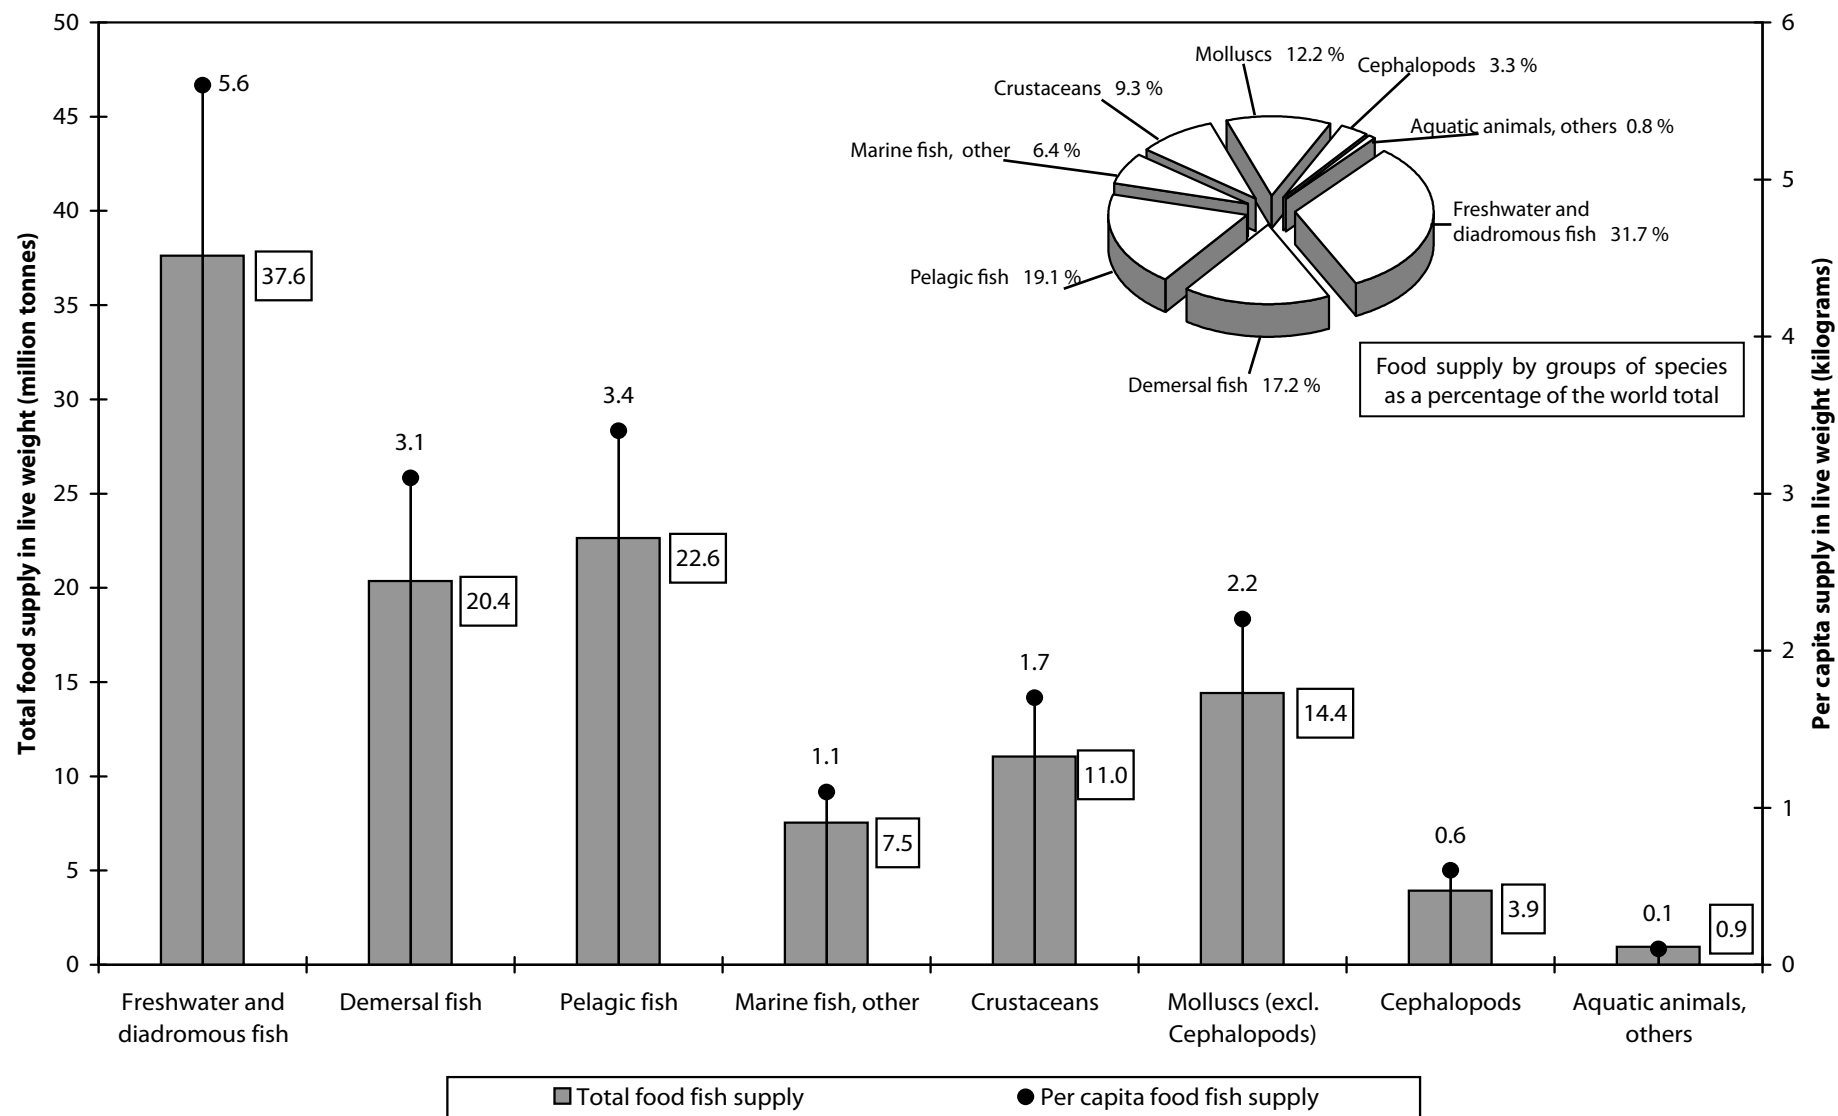 Total food supply in live weight (million tonnes)
50
45
40
35
30
25
20
15
10
5
0
6
5
4
3
2
1
0
Per capita supply in live weight (kilograms)
Molluscs 12.2 %
Cephalopods 3.3 %
Crustaceans 9.3 %
Aquatic animals, others 0.8 %
Marine fish, other 6.4 %
Freshwater and
diadromous fish 31.7 %
Pelagic fish 19.1 %
Demersal fish 17.2 %
Food supply by groups of species
as a percentage of the world total
5.6
37.6
3.1
20.4
3.4
22.6
1.1
7.5
1.7
11.0
2.2
14.4
0.6
3.9
0.1
0.9
Freshwater and
diadromous fish
Demersal fish
Pelagic fish
Marine fish, other
Crustaceans
Molluscs (excl.
Cephalopods)
Cephalopods
Aquatic animals,
others
Total food fish supply
Per capita food fish supply